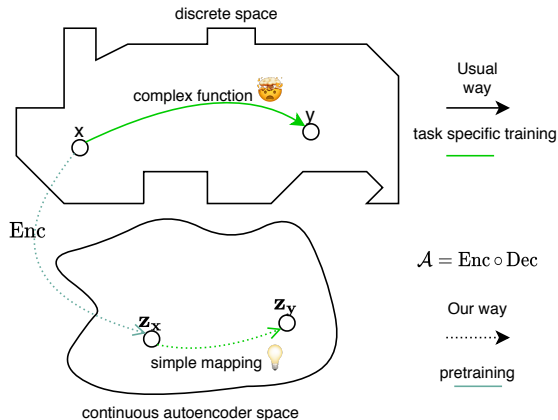 discrete space
complex function 🤯
x
y
Usual
way
task specific training
Enc
𝒜 = Enc ∘ Dec
z_x
z_y
simple mapping 💡
Our way
pretraining
continuous autoencoder space